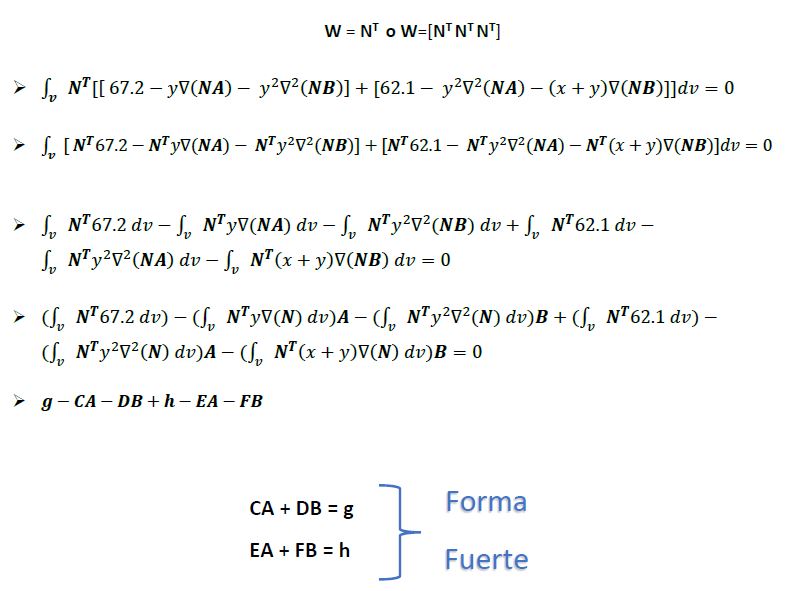 W = Nᵀ o W=[Nᵀ Nᵀ Nᵀ]
➢ ∫ᵥ Nᵀ[[ 67.2 − y∇(NA) − y²∇²(NB)] + [62.1 − y²∇²(NA) − (x + y)∇(NB)]]dv = 0
➢ ∫ᵥ [ Nᵀ67.2 − Nᵀy∇(NA) − Nᵀy²∇²(NB)] + [Nᵀ62.1 − Nᵀy²∇²(NA) − Nᵀ(x + y)∇(NB)]dv = 0
➢ ∫ᵥ Nᵀ67.2 dv − ∫ᵥ Nᵀy∇(NA) dv − ∫ᵥ Nᵀy²∇²(NB) dv + ∫ᵥ Nᵀ62.1 dv −
∫ᵥ Nᵀy²∇²(NA) dv − ∫ᵥ Nᵀ(x + y)∇(NB) dv = 0
➢ (∫ᵥ Nᵀ67.2 dv) − (∫ᵥ Nᵀy∇(N) dv)A − (∫ᵥ Nᵀy²∇²(N) dv)B + (∫ᵥ Nᵀ62.1 dv) −
(∫ᵥ Nᵀy²∇²(N) dv)A − (∫ᵥ Nᵀ(x + y)∇(N) dv)B = 0
➢ g − CA − DB + h − EA − FB
CA + DB = g
EA + FB = h
Forma
Fuerte